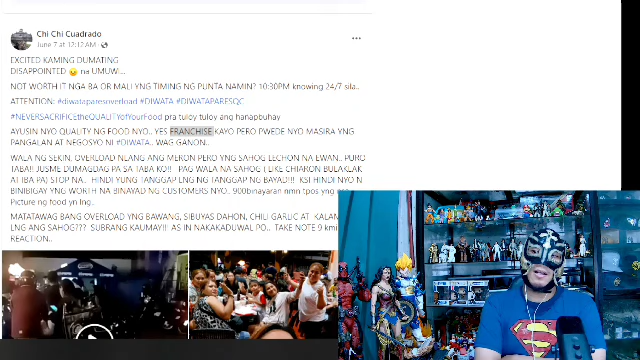 Chi Chi Cuadrado
June 7 at 12:12 AM
EXCITED KAMING DUMATING
DISAPPOINTED 😔 na UMUWI...
NOT WORTH IT NGA BA OR MALI YNG TIMING NG PUNTA NAMIN? 10:30PM knowing 24/7 sila..
ATTENTION: #diwataparesoverload #DIWATA #DIWATAPARESQC
#NEVERSACRIFICEtheQUALITYofYourFood pra tuloy tuloy ang hanapbuhay
AYUSIN NYO QUALITY NG FOOD NYO.. YES FRANCHISE KAYO PERO PWEDE NYO MASIRA YNG
PANGALAN AT NEGOSYO NI #DIWATA.. WAG GANON..
WALA NG SEKIN, OVERLOAD NLANG ANG MERON PERO YNG SAHOG LECHON NA EWAN.. PURO
TABA!! JUSME DUMAGDAG PA SA TABA KO!! PAG WALA NA SAHOG ( LIKE CHIARON BULAKLAK
AT IBA PA) STOP NA.. HINDI YUNG TANGGAP LNG NG TANGGAP NG BAYAD!!! KSI HINDI NYO N
BINIBIGAY YNG WORTH NA BINAYAD NG CUSTOMERS NYO.. 900binayaran nmn tpos yng
Picture ng food yn lng..
MATATAWAG BANG OVERLOAD YNG BAWANG, SIBUYAS DAHON, CHILI GARLIC AT KALAM
LNG ANG SAHOG??? SUBRANG KAUMAY!! AS IN NAKAKADUWAL PO.. TAKE NOTE 9 kmi
REACTION..